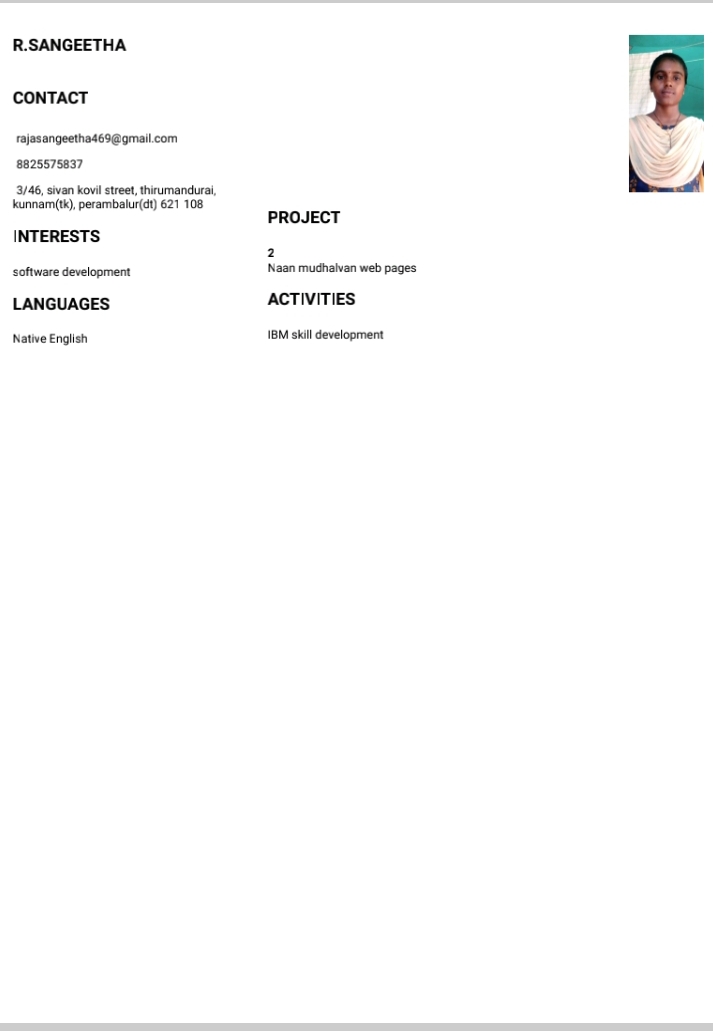 R.SANGEETHA
CONTACT
rajasangeetha469@gmail.com
8825575837
3/46, sivan kovil street, thirumandurai,
kunnam(tk), perambalur(dt) 621 108
INTERESTS
software development
LANGUAGES
Native English
PROJECT
2
Naan mudhalvan web pages
ACTIVITIES
IBM skill development